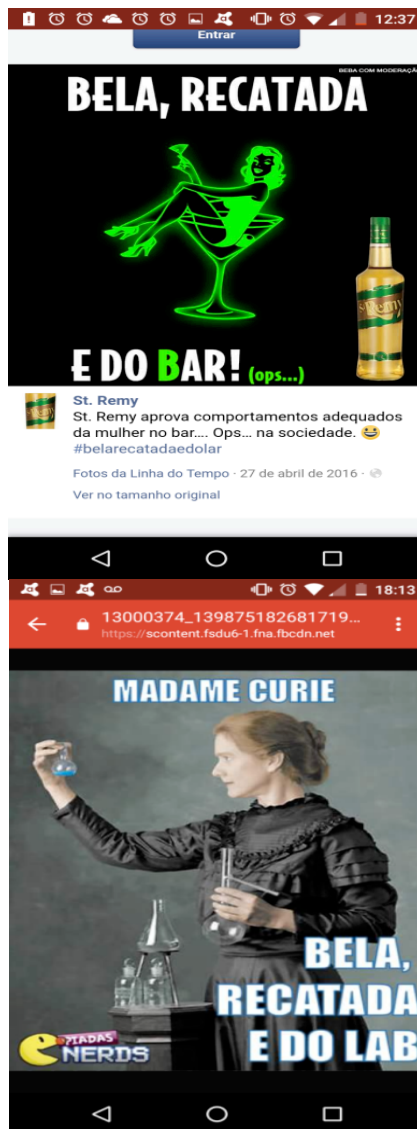 12:37
Entrar
BEBA COM MODERAÇÃ
BELA, RECATADA
St Remy
E DO BAR! (ops...)
St. Remy
St. Remy aprova comportamentos adequados
da mulher no bar.... Ops... na sociedade. 😀
#belarecatadaedolar
Fotos da Linha do Tempo · 27 de abril de 2016 ·
Ver no tamanho original
18:13
13000374_139875182681719...
https://scontent.fsdu6-1.fna.fbcdn.net
MADAME CURIE
BELA,
RECATADA
E DO LAB
PIADAS
NERDS